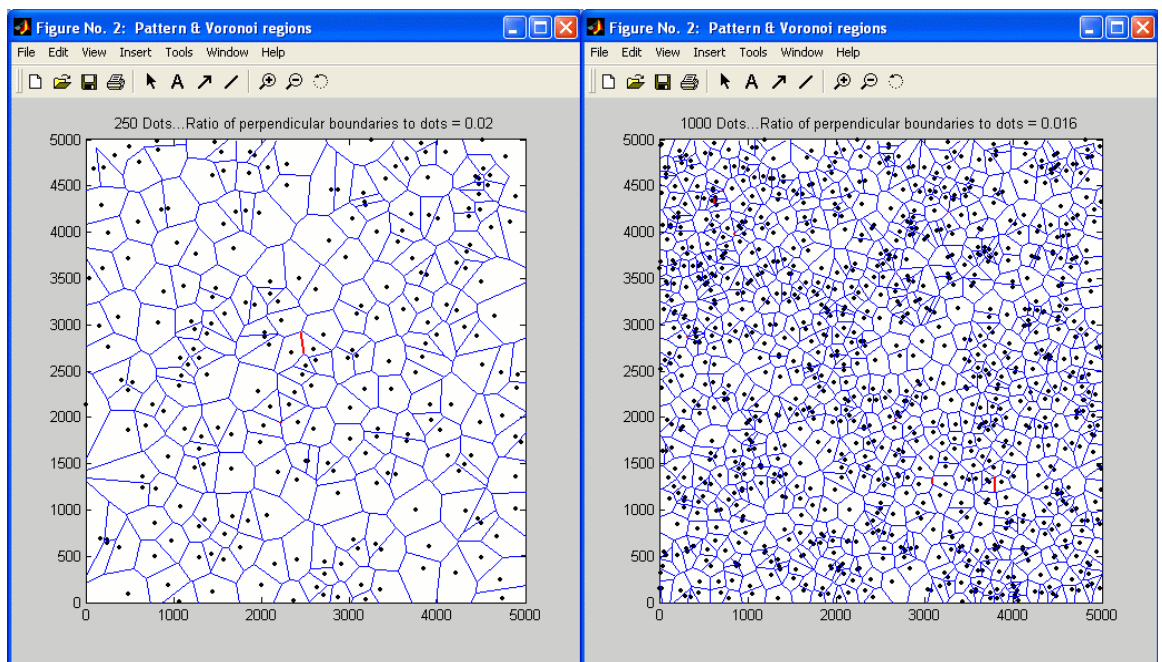 Figure No. 2: Pattern & Voronoi regions
File Edit View Insert Tools Window Help
A
250 Dots...Ratio of perpendicular boundaries to dots = 0.02
5000
4500
4000
3500
3000
2500
2000
1500
1000
500
0
0 1000 2000 3000 4000 5000
Figure No. 2: Pattern & Voronoi regions
File Edit View Insert Tools Window Help
A
1000 Dots...Ratio of perpendicular boundaries to dots = 0.016
5000
4500
4000
3500
3000
2500
2000
1500
1000
500
0
0 1000 2000 3000 4000 5000